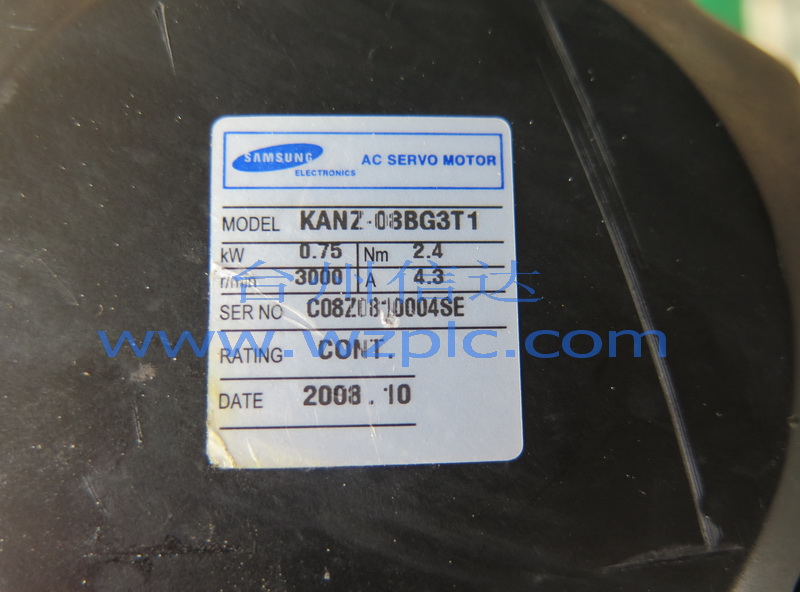 SAMSUNG
ELECTRONICS
AC SERVO MOTOR
MODEL KANZ-08BG3T1
kW 0.75 Nm 2.4
r/min 3000 A 4.3
台州信达
SER NO C08Z0810004SE
www.wzplc.com
RATING CONT.
DATE 2008.10